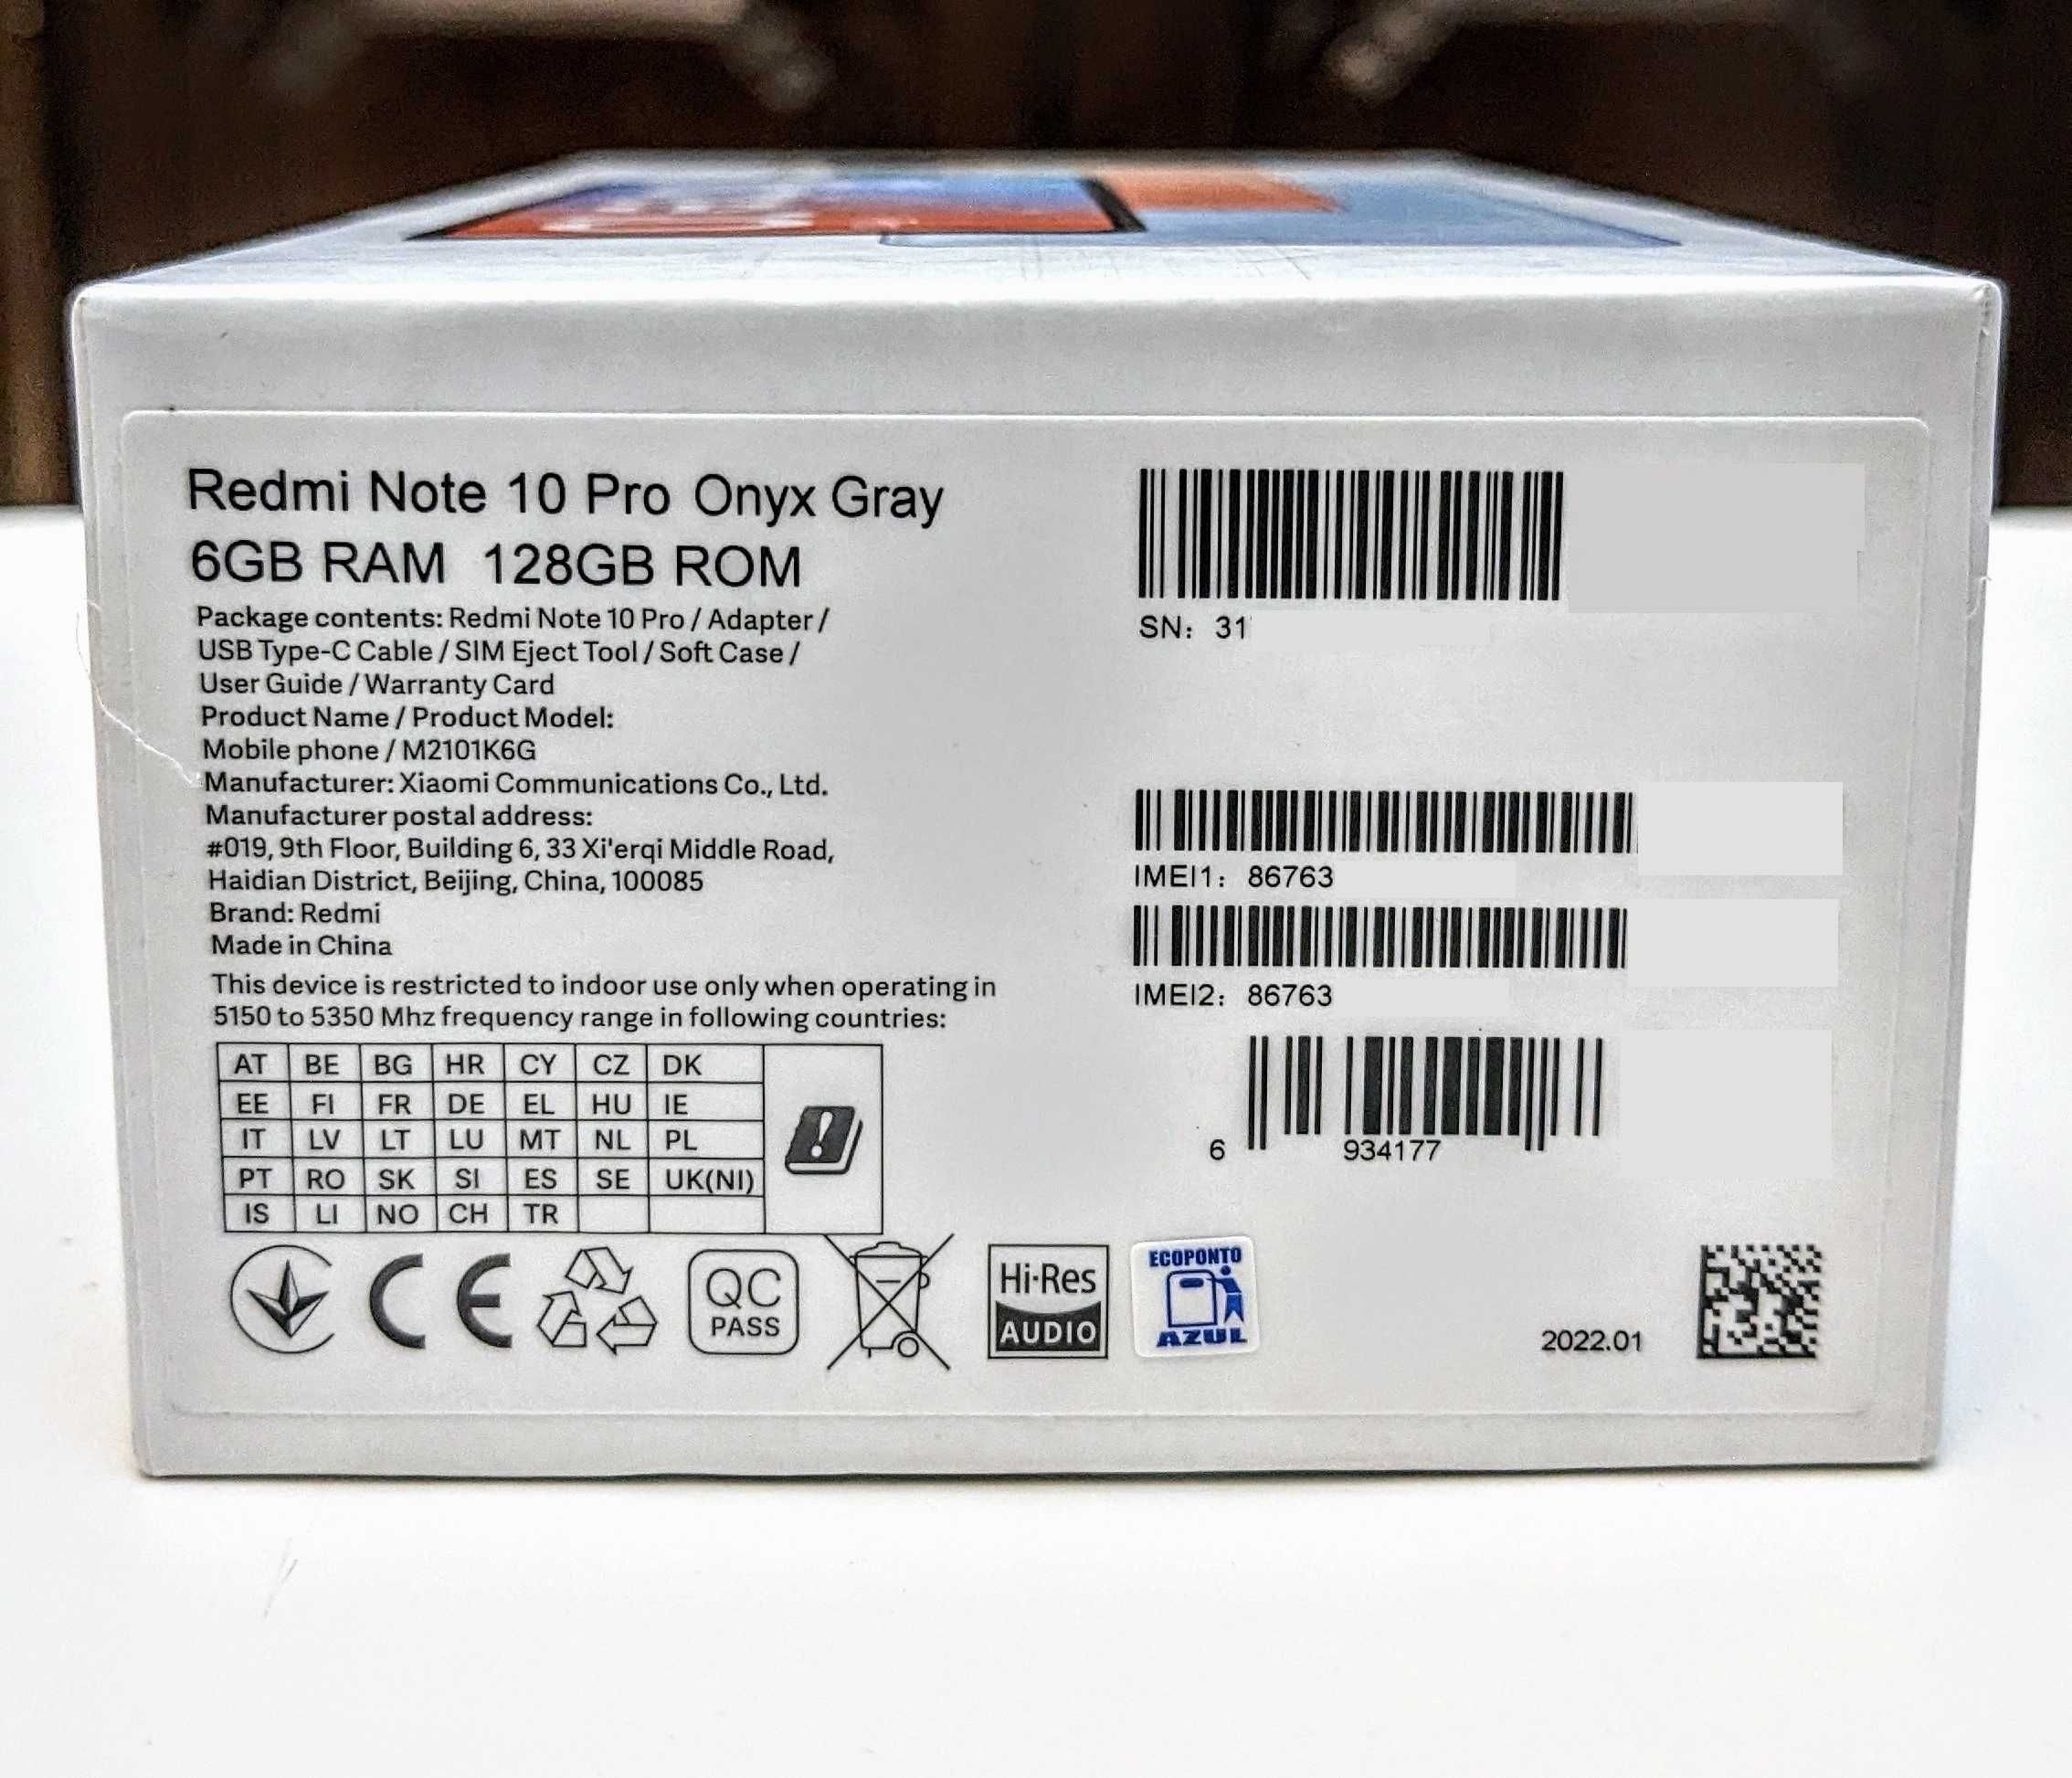 Redmi Note 10 Pro Onyx Gray
6GB RAM 128GB ROM
Package contents: Redmi Note 10 Pro / Adapter /
USB Type-C Cable / SIM Eject Tool / Soft Case /
User Guide / Warranty Card
Product Name / Product Model:
Mobile phone / M2101K6G
Manufacturer: Xiaomi Communications Co., Ltd.
Manufacturer postal address:
#019, 9th Floor, Building 6, 33 Xi'erqi Middle Road,
Haidian District, Beijing, China, 100085
Brand: Redmi
Made in China
This device is restricted to indoor use only when operating in
5150 to 5350 Mhz frequency range in following countries:
AT BE BG HR CY CZ DK
EE FI FR DE EL HU IE
IT LV LT LU MT NL PL
PT RO SK SI ES SE UK(NI)
IS LI NO CH TR
CE
QC
PASS
Hi-Res
AUDIO
ECOPONTO
AZUL
SN: 31
IMEI1: 86763
IMEI2: 86763
6 934177
2022.01